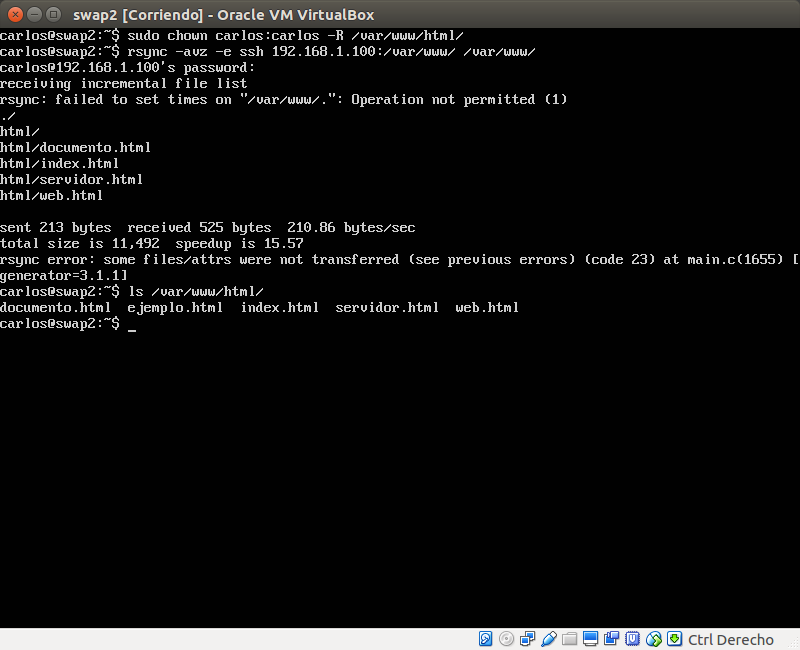 swap2 [Corriendo] - Oracle VM VirtualBox
carlos@swap2:~$ sudo chown carlos:carlos -R /var/www/html/
carlos@swap2:~$ rsync -avz -e ssh 192.168.1.100:/var/www/ /var/www/
carlos@192.168.1.100's password:
receiving incremental file list
rsync: failed to set times on "/var/www/.": Operation not permitted (1)
./
html/
html/documento.html
html/index.html
html/servidor.html
html/web.html
sent 213 bytes  received 525 bytes  210.86 bytes/sec
total size is 11,492  speedup is 15.57
rsync error: some files/attrs were not transferred (see previous errors) (code 23) at main.c(1655) [
generator=3.1.1]
carlos@swap2:~$ ls /var/www/html/
documento.html  ejemplo.html  index.html  servidor.html  web.html
carlos@swap2:~$ _
Ctrl Derecho